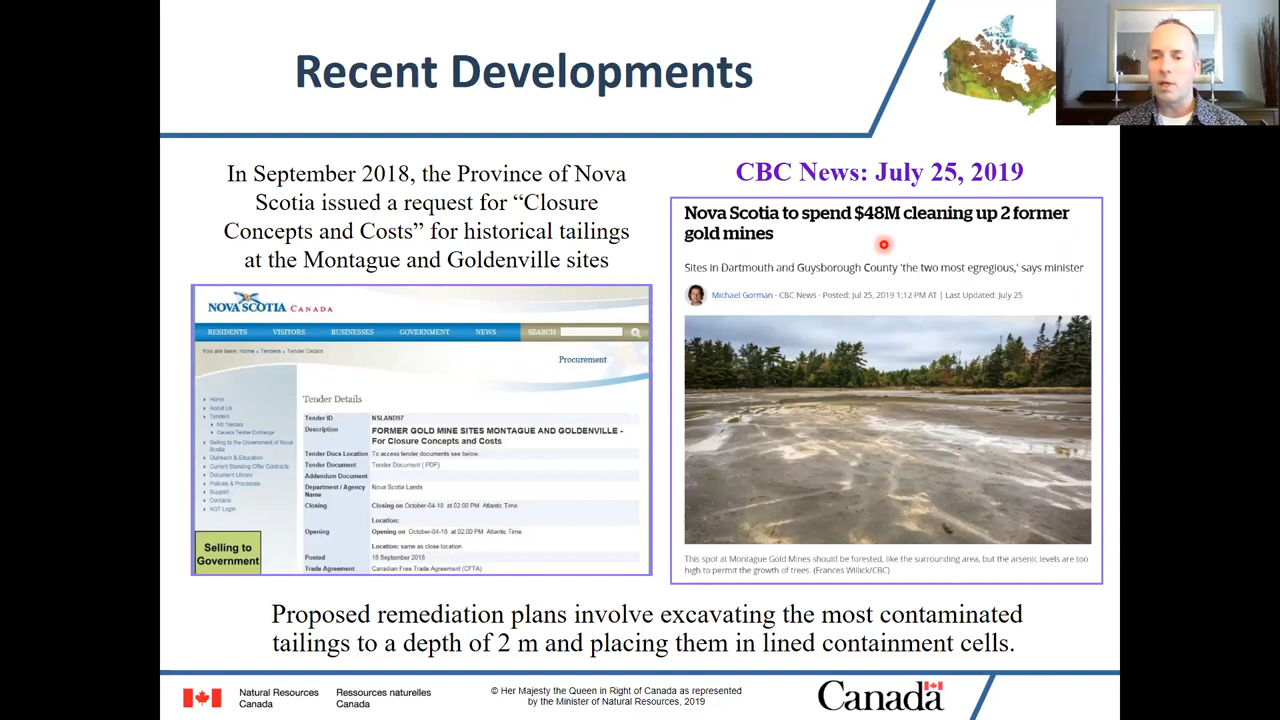 Recent Developments
In September 2018, the Province of Nova
Scotia issued a request for “Closure
Concepts and Costs” for historical tailings
at the Montague and Goldenville sites
NOVA SCOTIA CANADA
RESIDENTS VISITORS BUSINESSES GOVERNMENT NEWS SEARCH
You are here: Home » Tenders » Tender Details
Procurement
Home
About Us
Tenders
NS Tenders
Canada Tender Exchange
Selling to the Government of Nova
Scotia
Outreach & Education
Current Standing Offer Contracts
Document Library
Policies & Processes
Support
Contacts
AGT Login
Selling to
Government
Tender Details
Tender ID NSLAND97
Description FORMER GOLD MINE SITES MONTAGUE AND GOLDENVILLE -
For Closure Concepts and Costs
Tender Docs Location To access tender documents see below.
Tender Document Tender Document (.PDF)
Addendum Document
Department / Agency Nova Scotia Lands
Name
Closing Closing on October-04-18 at 02:00 PM Atlantic Time
Location:
Opening Opening on October-04-18 at 02:00 PM Atlantic Time.
Location: same as close location
Posted 18 September 2018
Trade Agreement Canadian Free Trade Agreement (CFTA)
CBC News: July 25, 2019
Nova Scotia to spend $48M cleaning up 2 former
gold mines
Sites in Dartmouth and Guysborough County 'the two most egregious,' says minister
Michael Gorman · CBC News · Posted: Jul 25, 2019 1:12 PM AT | Last Updated: July 25
This spot at Montague Gold Mines should be forested, like the surrounding area, but the arsenic levels are too
high to permit the growth of trees. (Frances Willick/CBC)
Proposed remediation plans involve excavating the most contaminated
tailings to a depth of 2 m and placing them in lined containment cells.
Natural Resources Ressources naturelles
Canada Canada
© Her Majesty the Queen in Right of Canada as represented
by the Minister of Natural Resources, 2019
Canada